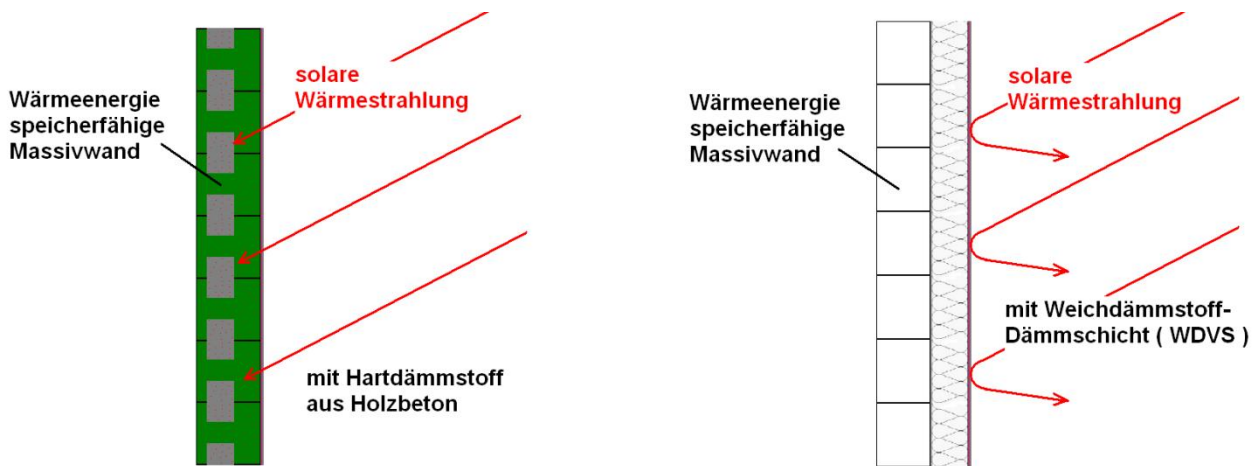 Wärmeenergie
speicherfähige
Massivwand
solare
Wärmestrahlung
mit Hartdämmstoff
aus Holzbeton
Wärmeenergie
speicherfähige
Massivwand
solare
Wärmestrahlung
mit Weichdämmstoff-
Dämmschicht ( WDVS )